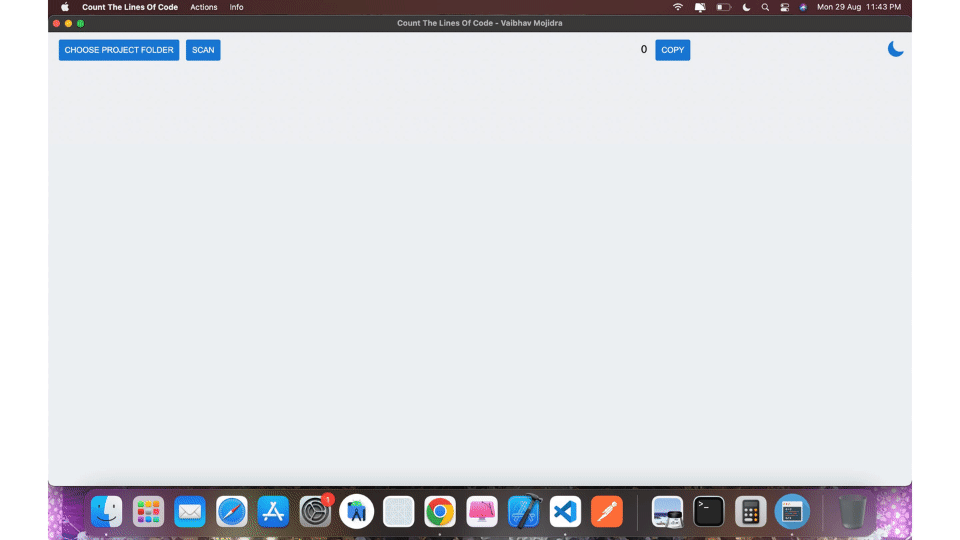 Count The Lines Of Code Actions Info Mon 29 Aug 11:43 PM
Count The Lines Of Code - Vaibhav Mojidra
CHOOSE PROJECT FOLDER SCAN 0 COPY
1
>_